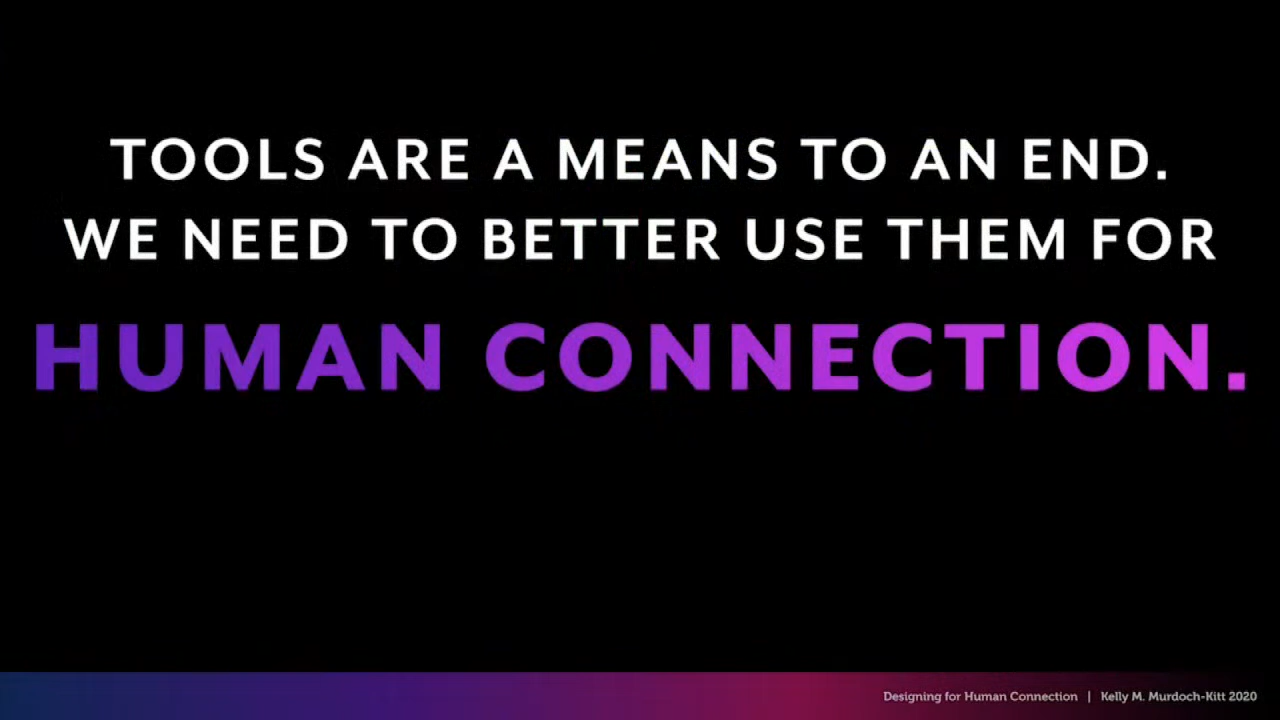 TOOLS ARE A MEANS TO AN END.
WE NEED TO BETTER USE THEM FOR
HUMAN CONNECTION.
Designing for Human Connection | Kelly M. Murdoch-Kitt 2020